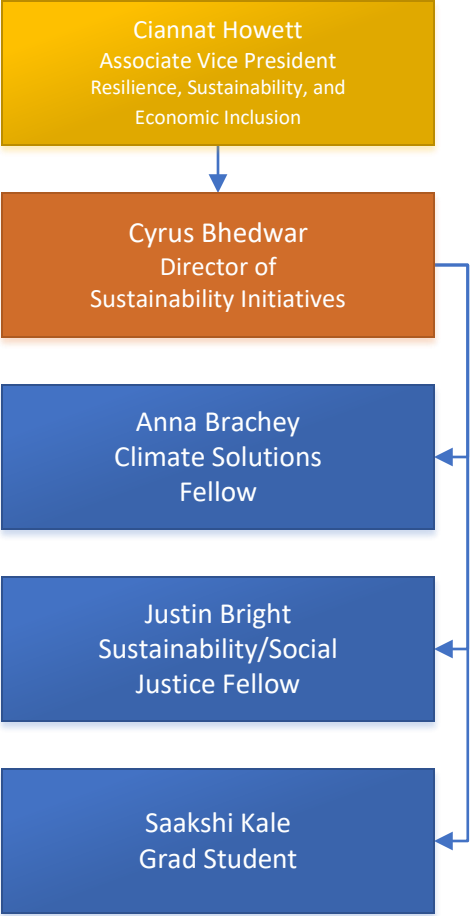 Ciannat Howett
Associate Vice President
Resilience, Sustainability, and
Economic Inclusion
Cyrus Bhedwar
Director of
Sustainability Initiatives
Anna Brachey
Climate Solutions
Fellow
Justin Bright
Sustainability/Social
Justice Fellow
Saakshi Kale
Grad Student